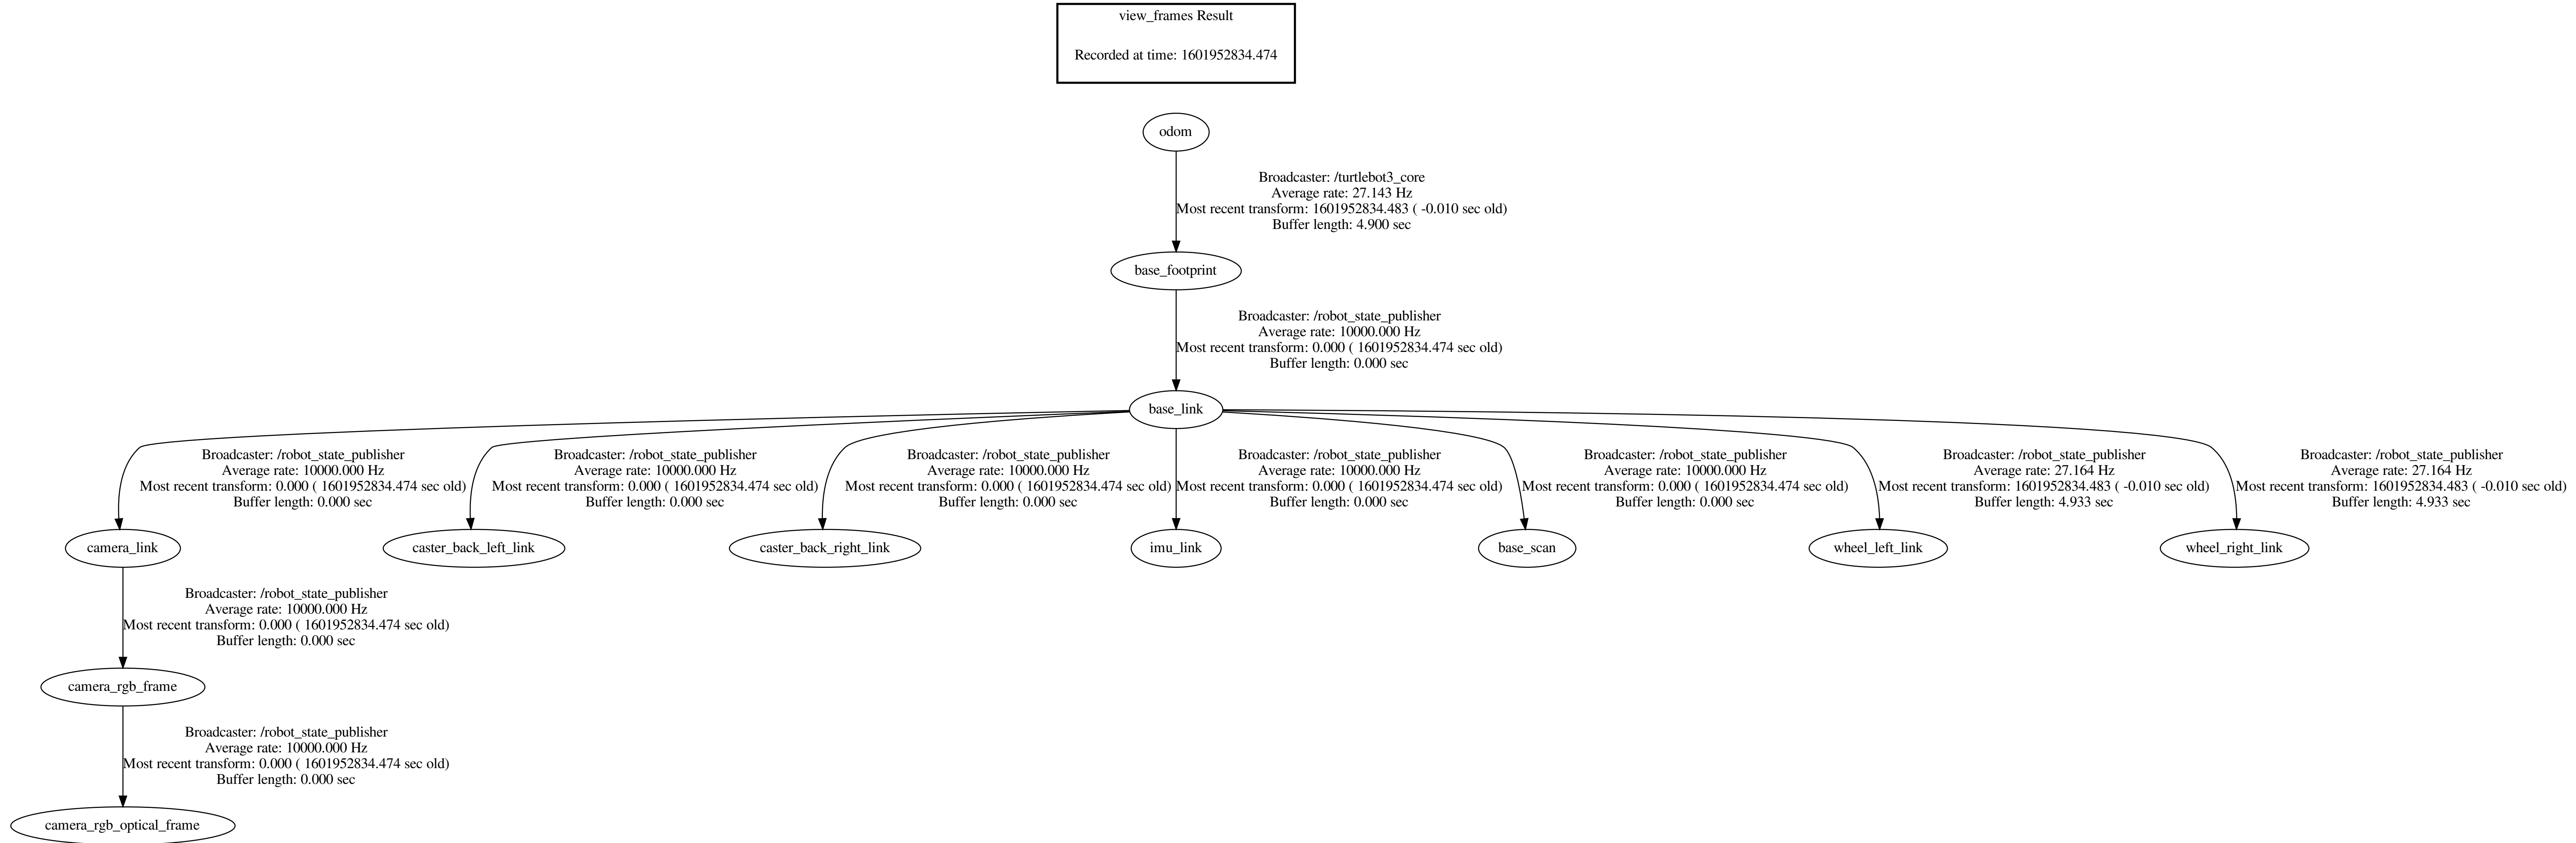 view_frames Result
Recorded at time: 1601952834.474
odom
Broadcaster: /turtlebot3_core
Average rate: 27.143 Hz
Most recent transform: 1601952834.483 ( -0.010 sec old)
Buffer length: 4.900 sec
base_footprint
Broadcaster: /robot_state_publisher
Average rate: 10000.000 Hz
Most recent transform: 0.000 ( 1601952834.474 sec old)
Buffer length: 0.000 sec
base_link
Broadcaster: /robot_state_publisher
Average rate: 10000.000 Hz
Most recent transform: 0.000 ( 1601952834.474 sec old)
Buffer length: 0.000 sec
Broadcaster: /robot_state_publisher
Average rate: 10000.000 Hz
Most recent transform: 0.000 ( 1601952834.474 sec old)
Buffer length: 0.000 sec
Broadcaster: /robot_state_publisher
Average rate: 10000.000 Hz
Most recent transform: 0.000 ( 1601952834.474 sec old)
Buffer length: 0.000 sec
Broadcaster: /robot_state_publisher
Average rate: 10000.000 Hz
Most recent transform: 0.000 ( 1601952834.474 sec old)
Buffer length: 0.000 sec
Broadcaster: /robot_state_publisher
Average rate: 10000.000 Hz
Most recent transform: 0.000 ( 1601952834.474 sec old)
Buffer length: 0.000 sec
Broadcaster: /robot_state_publisher
Average rate: 27.164 Hz
Most recent transform: 1601952834.483 ( -0.010 sec old)
Buffer length: 4.933 sec
Broadcaster: /robot_state_publisher
Average rate: 27.164 Hz
Most recent transform: 1601952834.483 ( -0.010 sec old)
Buffer length: 4.933 sec
camera_link
caster_back_left_link
caster_back_right_link
imu_link
base_scan
wheel_left_link
wheel_right_link
Broadcaster: /robot_state_publisher
Average rate: 10000.000 Hz
Most recent transform: 0.000 ( 1601952834.474 sec old)
Buffer length: 0.000 sec
camera_rgb_frame
Broadcaster: /robot_state_publisher
Average rate: 10000.000 Hz
Most recent transform: 0.000 ( 1601952834.474 sec old)
Buffer length: 0.000 sec
camera_rgb_optical_frame